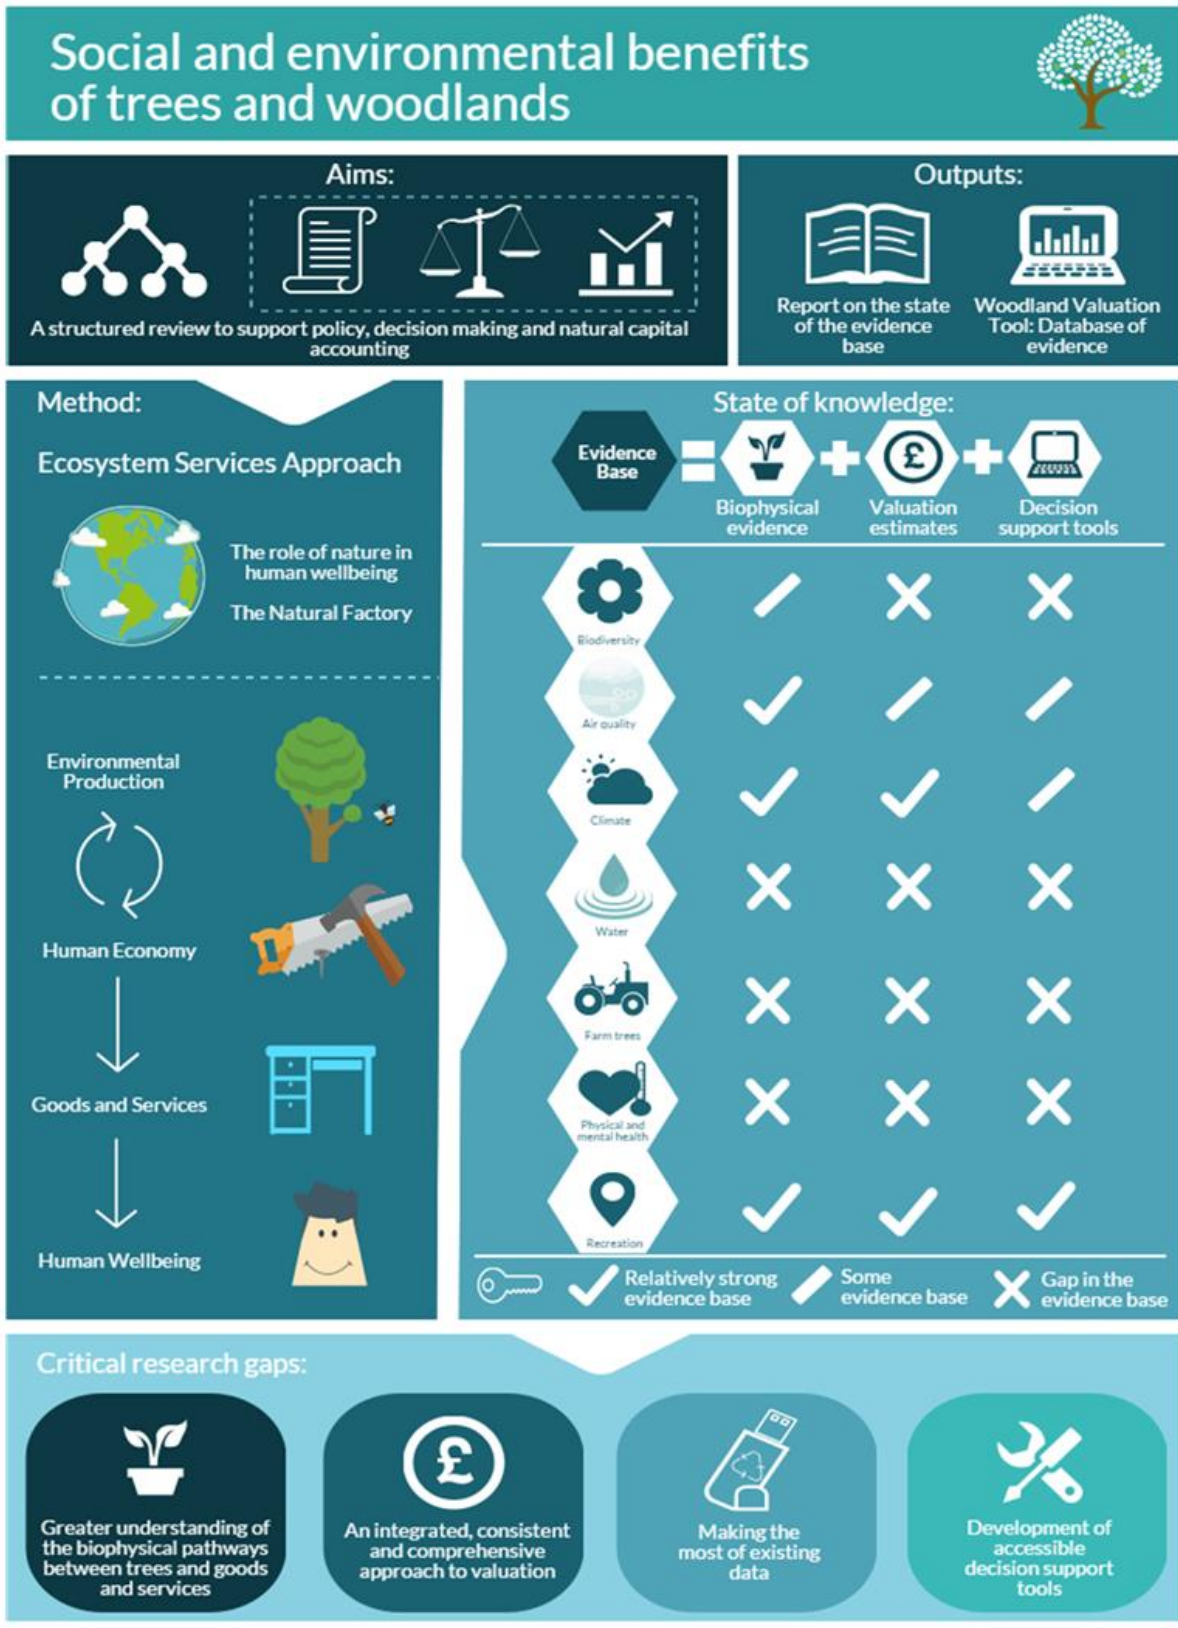 Social and environmental benefits
of trees and woodlands
Aims:
A structured review to support policy, decision making and natural capital
accounting
Outputs:
Report on the state
of the evidence
base
Woodland Valuation
Tool: Database of
evidence
Method:
Ecosystem Services Approach
The role of nature in
human wellbeing
The Natural Factory
Environmental
Production
Human Economy
Goods and Services
Human Wellbeing
State of knowledge:
Evidence
Base
Biophysical
evidence
£
Valuation
estimates
Decision
support tools
Biodiversity
Air quality
Climate
Water
Farm trees
Physical and
mental health
Recreation
Relatively strong
evidence base
Some
evidence base
Gap in the
evidence base
Critical research gaps:
Greater understanding of
the biophysical pathways
between trees and goods
and services
£
An integrated, consistent
and comprehensive
approach to valuation
Making the
most of existing
data
Development of
accessible
decision support
tools